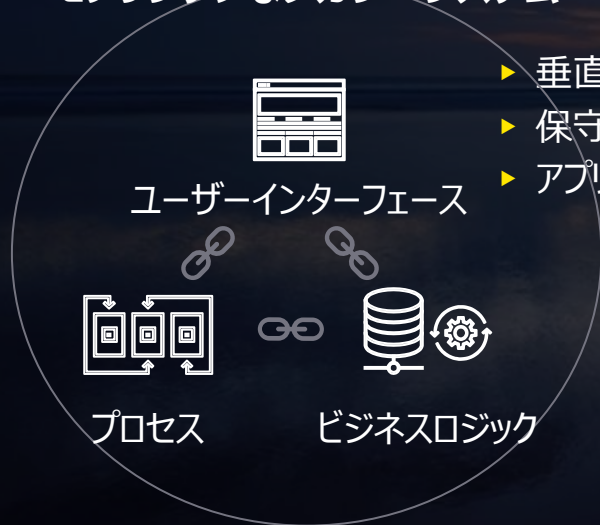 垂直
保守
アプリ
ユーザーインターフェース
プロセス
ビジネスロジック